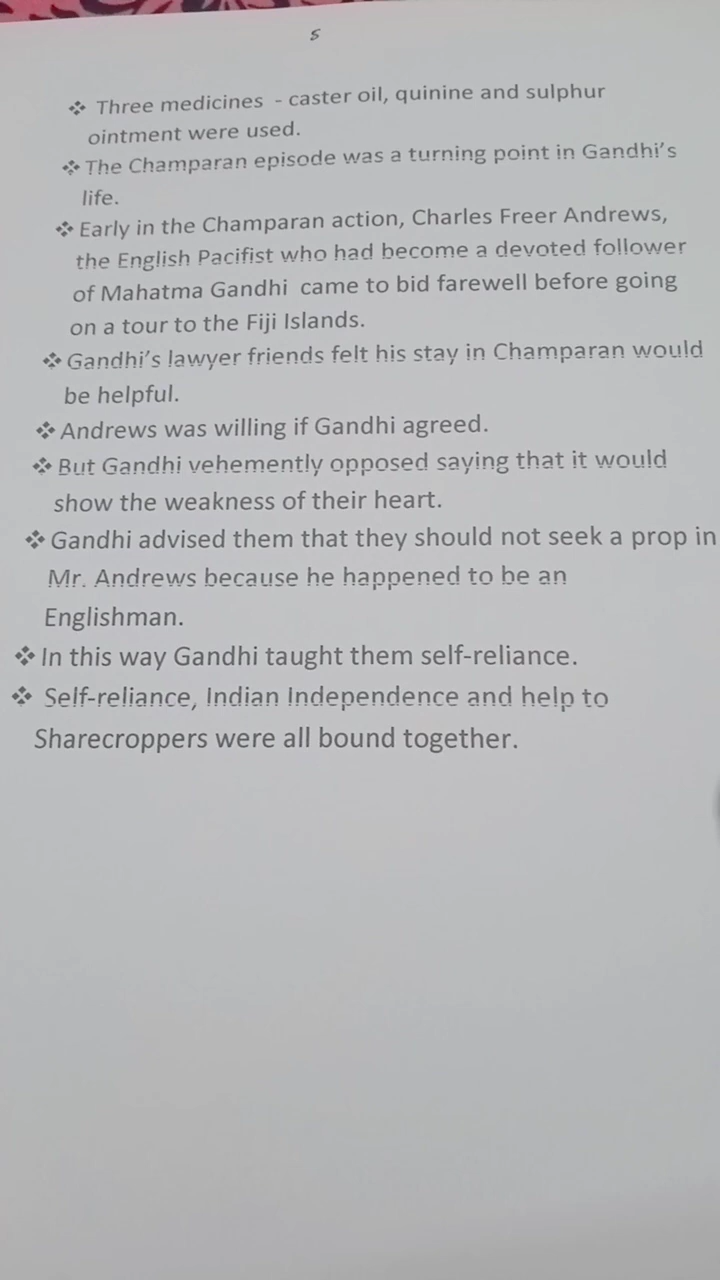 5
❖ Three medicines - caster oil, quinine and sulphur
ointment were used.
❖ The Champaran episode was a turning point in Gandhi's
life.
❖ Early in the Champaran action, Charles Freer Andrews,
the English Pacifist who had become a devoted follower
of Mahatma Gandhi came to bid farewell before going
on a tour to the Fiji Islands.
❖ Gandhi's lawyer friends felt his stay in Champaran would
be helpful.
❖ Andrews was willing if Gandhi agreed.
❖ But Gandhi vehemently opposed saying that it would
show the weakness of their heart.
❖ Gandhi advised them that they should not seek a prop in
Mr. Andrews because he happened to be an
Englishman.
❖ In this way Gandhi taught them self-reliance.
❖ Self-reliance, Indian Independence and help to
Sharecroppers were all bound together.